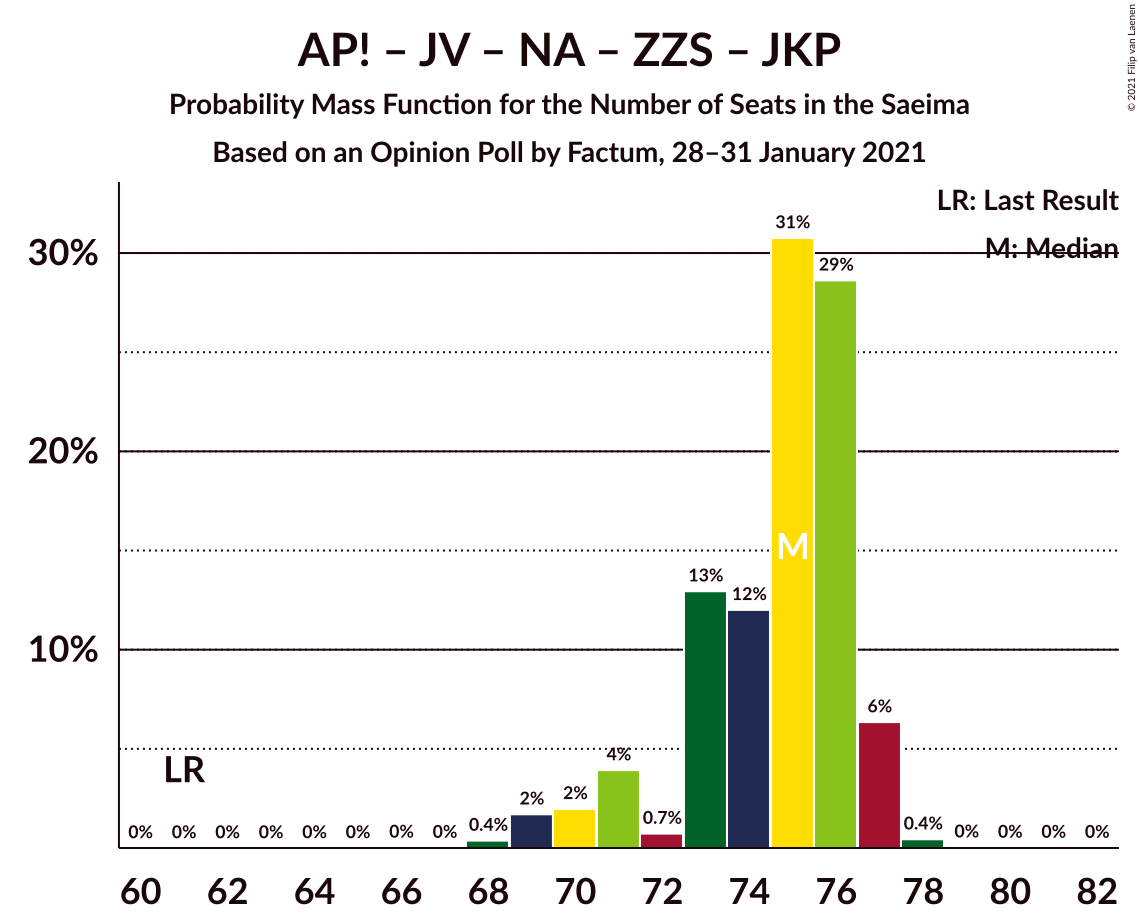 AP! – JV – NA – ZZS – JKP
Probability Mass Function for the Number of Seats in the Saeima
Based on an Opinion Poll by Factum, 28–31 January 2021
© 2021 Filip van Laenen
LR: Last Result
M: Median
30%
20%
10%
31%
29%
M
13%
12%
6%
4%
LR
2%
2%
0.7%
0.4%
0.4%
0% 0% 0% 0% 0% 0% 0% 0% 0% 0% 0% 0%
60 62 64 66 68 70 72 74 76 78 80 82